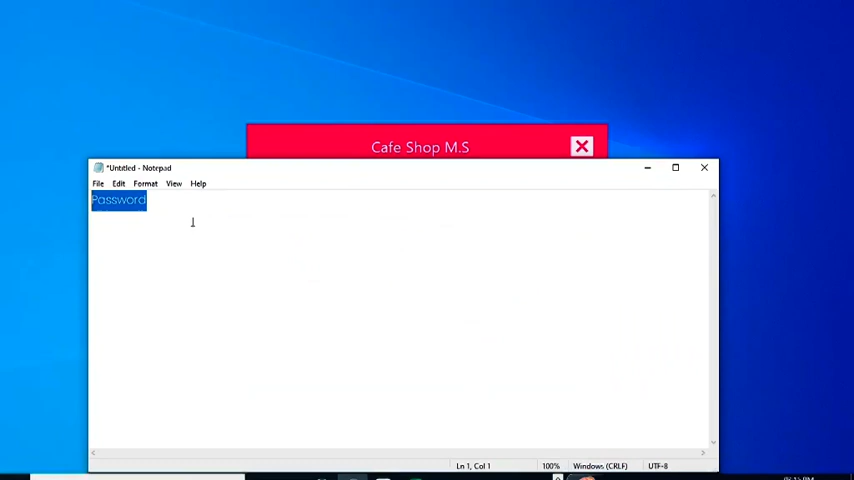 Cafe Shop M.S
*Untitled - Notepad
File Edit Format View Help
Password
Ln 1, Col 1 100% Windows (CRLF) UTF-8